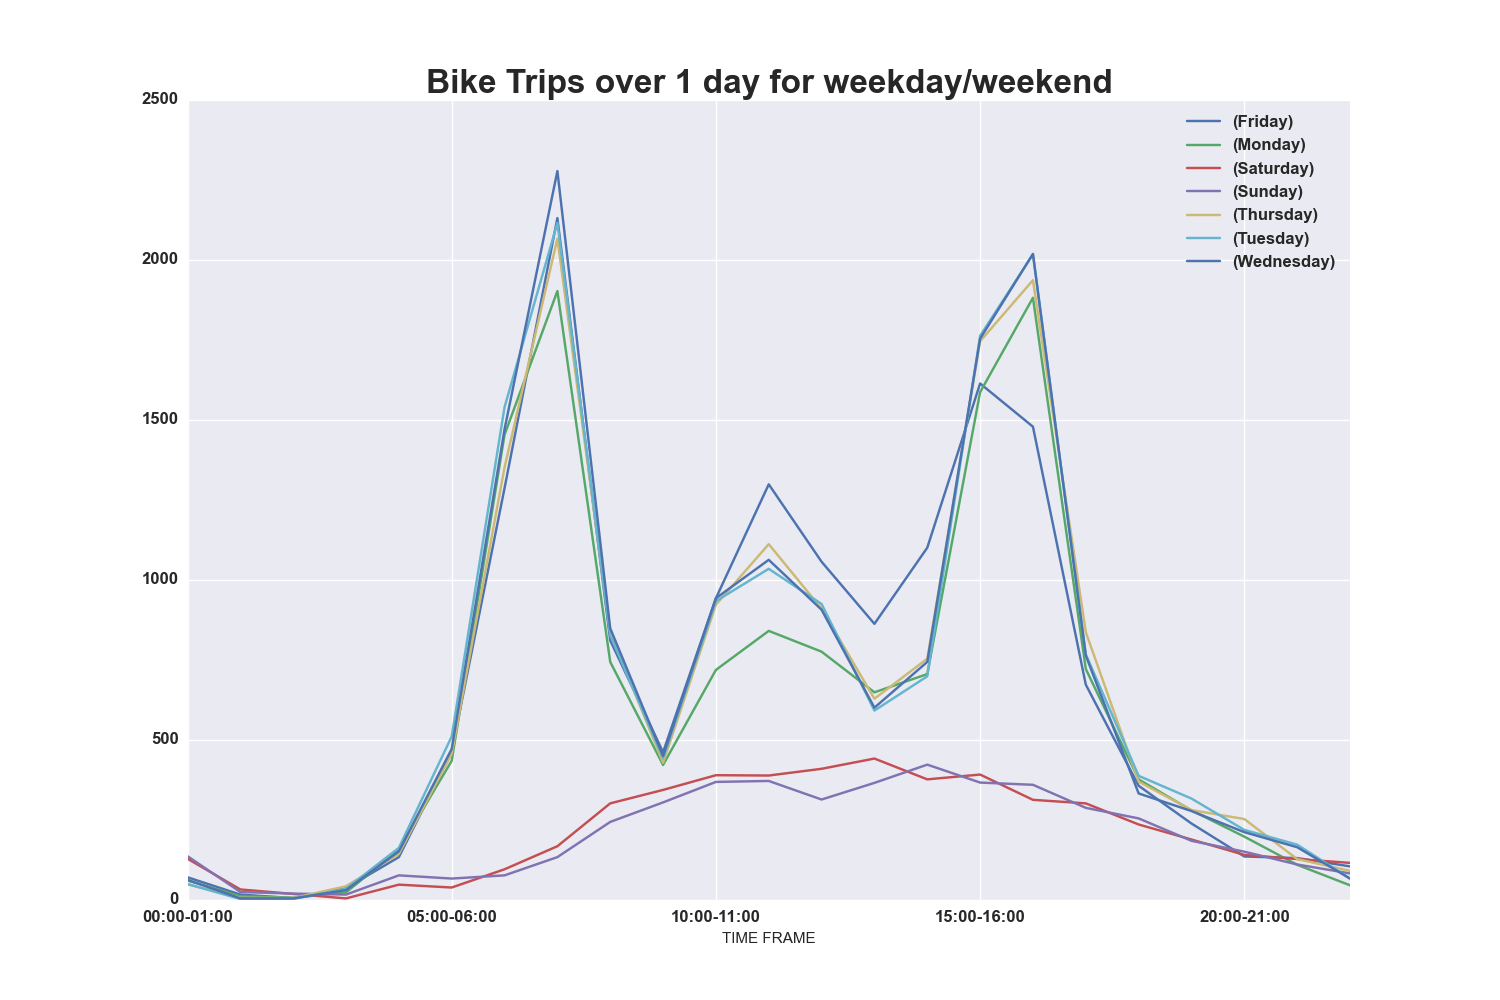 Bike Trips over 1 day for weekday/weekend
2500
2000
1500
1000
500
0
(Friday)
(Monday)
(Saturday)
(Sunday)
(Thursday)
(Tuesday)
(Wednesday)
00:00-01:00 05:00-06:00 10:00-11:00 15:00-16:00 20:00-21:00
TIME FRAME